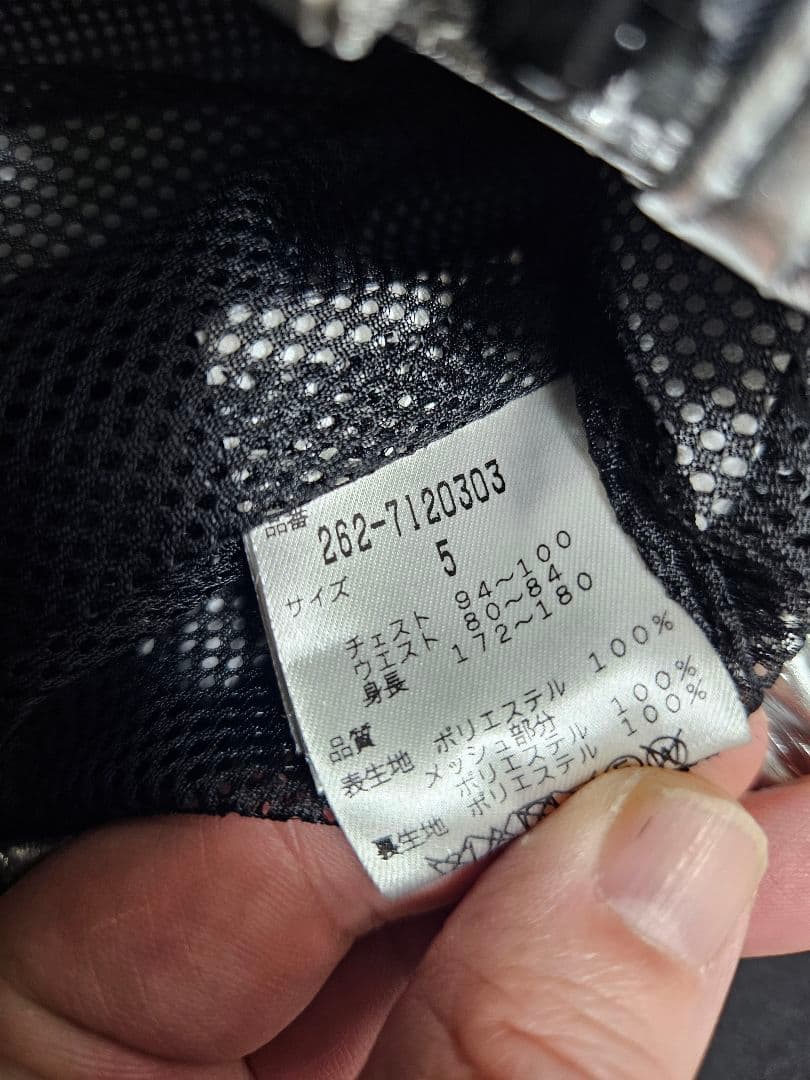 品番 262-7120303
サイズ 5
チェスト 94～100
ウエスト 80～84
身長 172～180
品質
表生地 ポリエステル 100%
メッシュ部分
ポリエステル 100%
裏生地 ポリエステル 100%